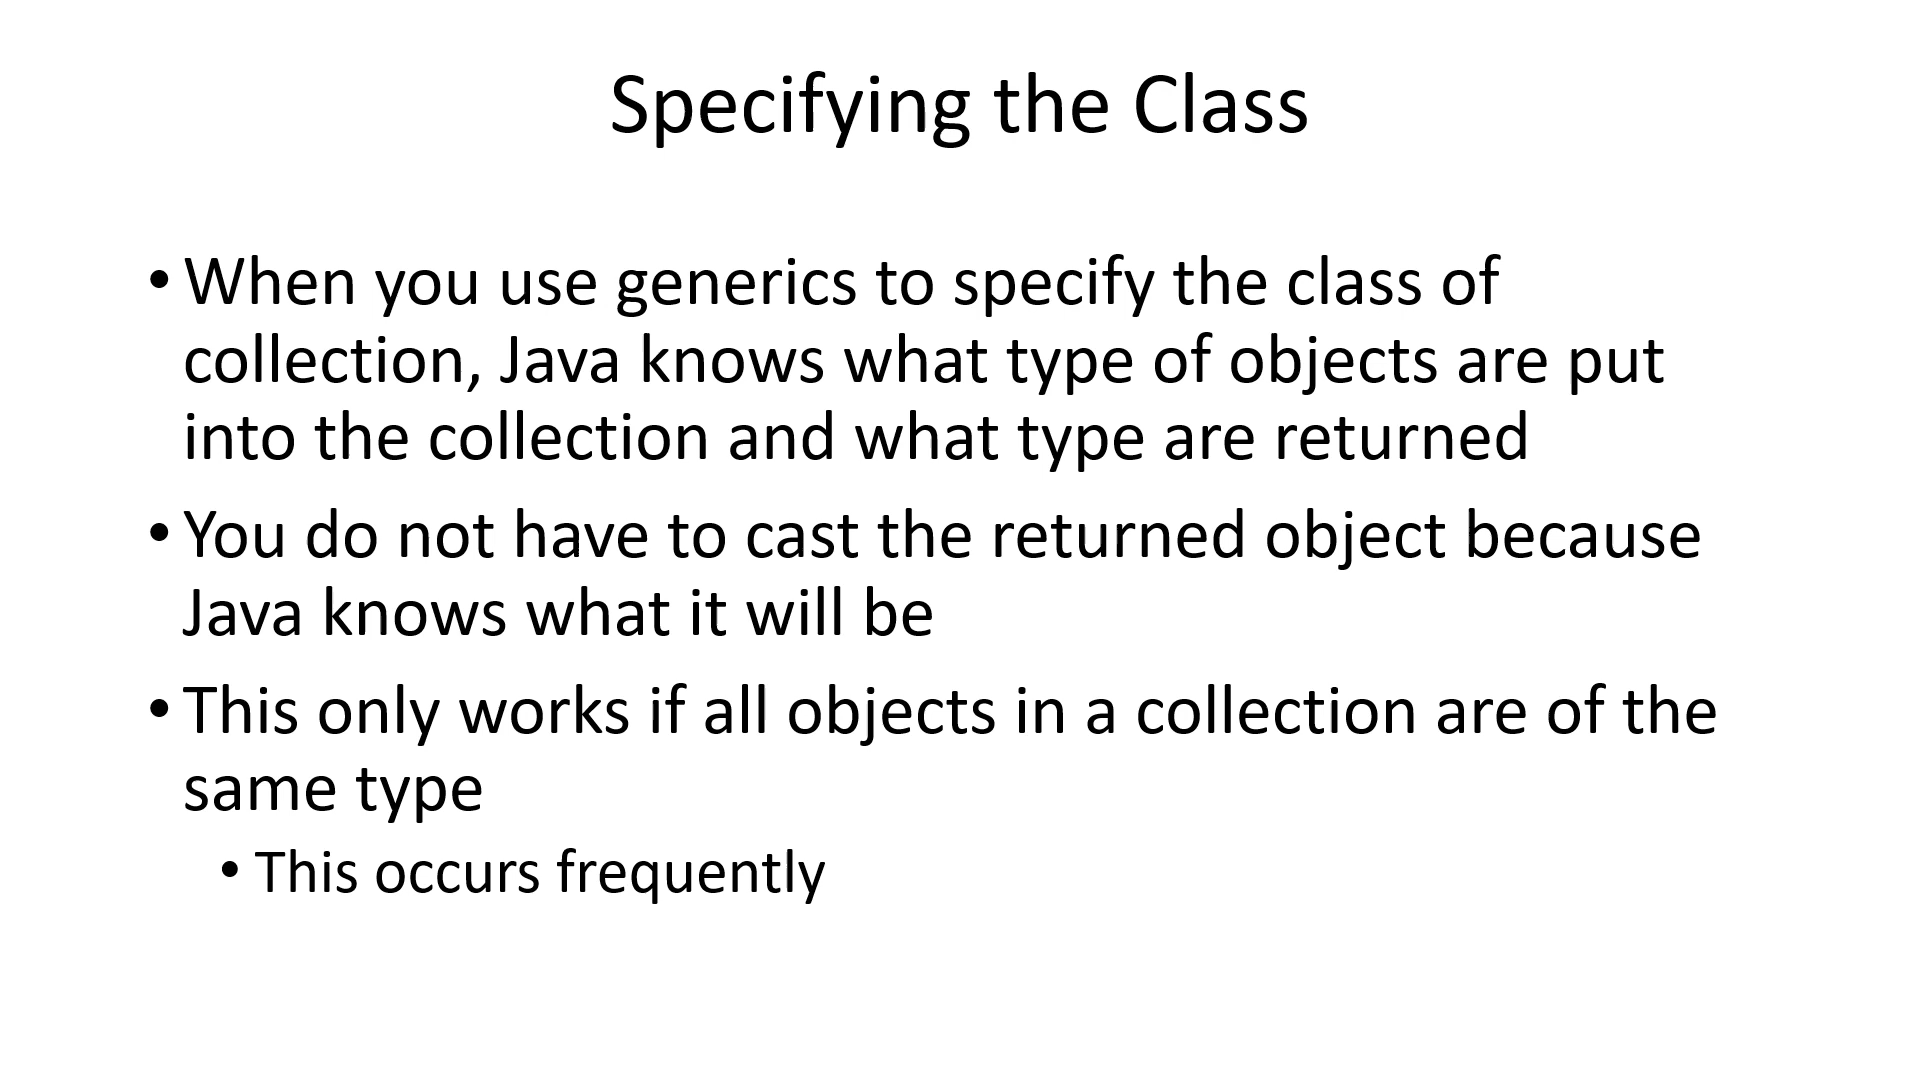 Specifying the Class
• When you use generics to specify the class of
collection, Java knows what type of objects are put
into the collection and what type are returned
• You do not have to cast the returned object because
Java knows what it will be
• This only works if all objects in a collection are of the
same type
• This occurs frequently